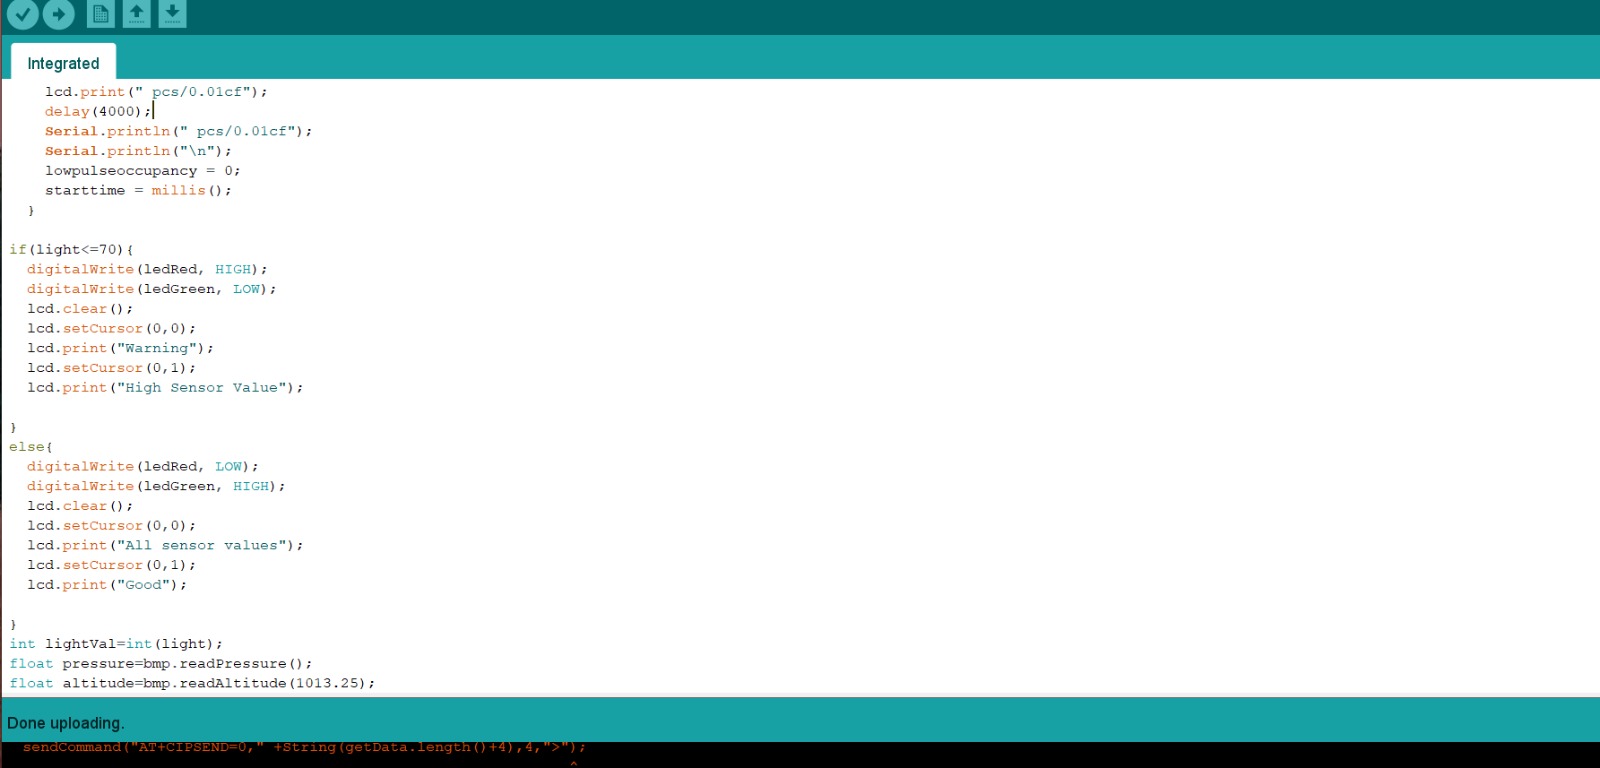 Integrated
lcd.print(" pcs/0.01cf");
delay(4000);
Serial.println(" pcs/0.01cf");
Serial.println("\n");
lowpulseoccupancy = 0;
starttime = millis();
}
if(light<=70){
digitalWrite(ledRed, HIGH);
digitalWrite(ledGreen, LOW);
lcd.clear();
lcd.setCursor(0,0);
lcd.print("Warning");
lcd.setCursor(0,1);
lcd.print("High Sensor Value");
}
else{
digitalWrite(ledRed, LOW);
digitalWrite(ledGreen, HIGH);
lcd.clear();
lcd.setCursor(0,0);
lcd.print("All sensor values");
lcd.setCursor(0,1);
lcd.print("Good");
}
int lightVal=int(light);
float pressure=bmp.readPressure();
float altitude=bmp.readAltitude(1013.25);
Done uploading.
sendCommand("AT+CIPSEND=0," +String(getData.length()+4),4,">");
^